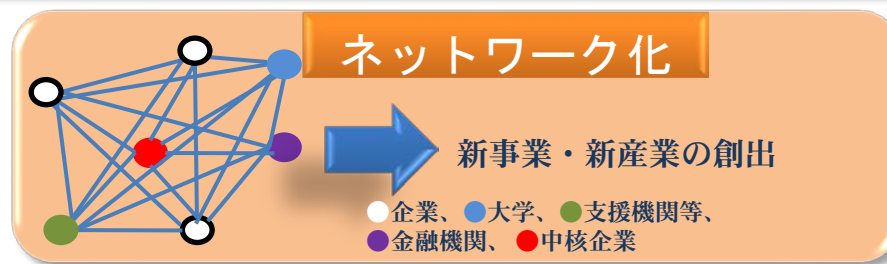 ネットワーク化
新事業・新産業の創出
●企業、●大学、●支援機関等、
●金融機関、●中核企業